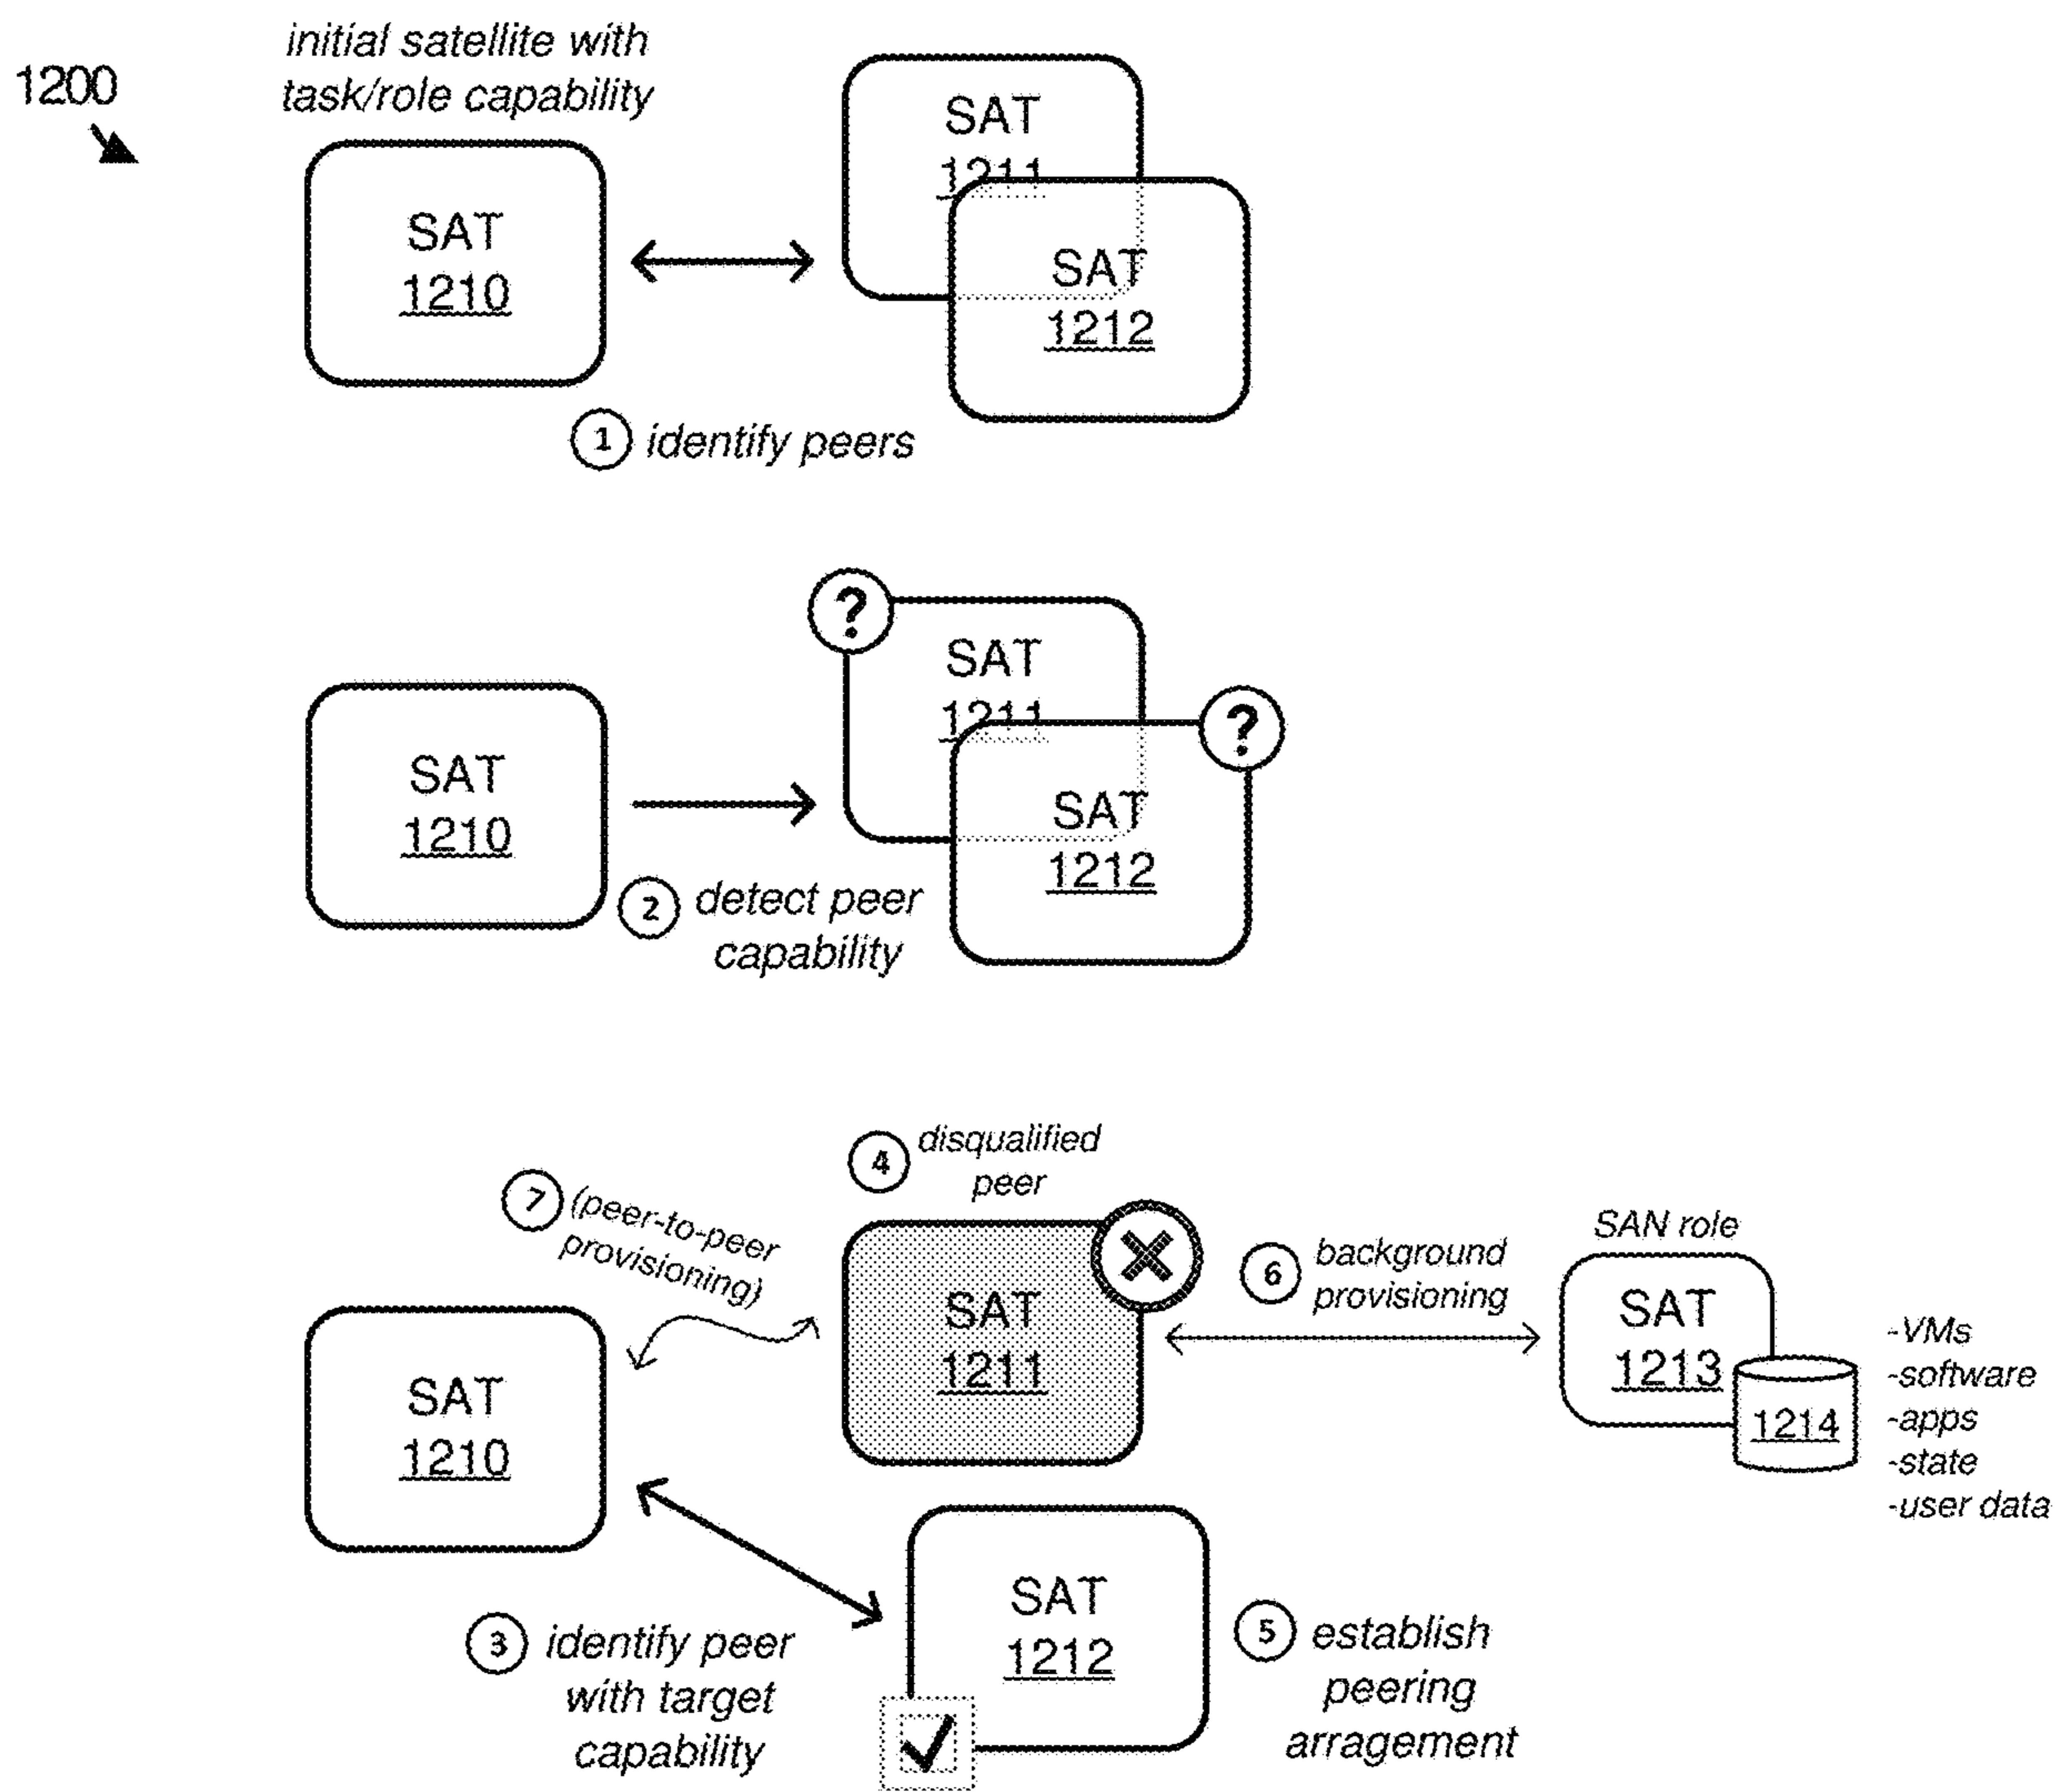 1200
initial satellite with
task/role capability
SAT
1210
SAT
1211
SAT
1212
1 identify peers
SAT
1210
?
SAT
1211
?
SAT
1212
2 detect peer
capability
7 (peer-to-peer
provisioning)
4 disqualified
peer
SAT
1210
SAT
1211
6 background
provisioning
SAN role
SAT
1213
1214
-VMs
-software
-apps
-state
-user data
3 identify peer
with target
capability
SAT
1212
5 establish
peering
arragement